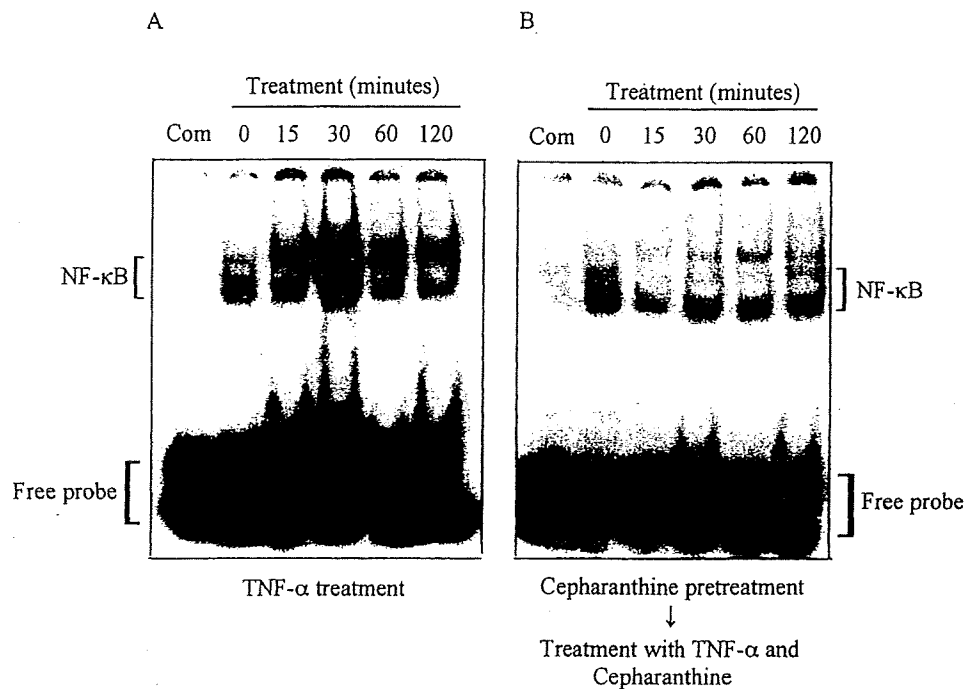 A
Treatment (minutes)
Com 0 15 30 60 120
NF-κB
Free probe
TNF-α treatment
B
Treatment (minutes)
Com 0 15 30 60 120
NF-κB
Free probe
Cepharanthine pretreatment
↓
Treatment with TNF-α and
Cepharanthine